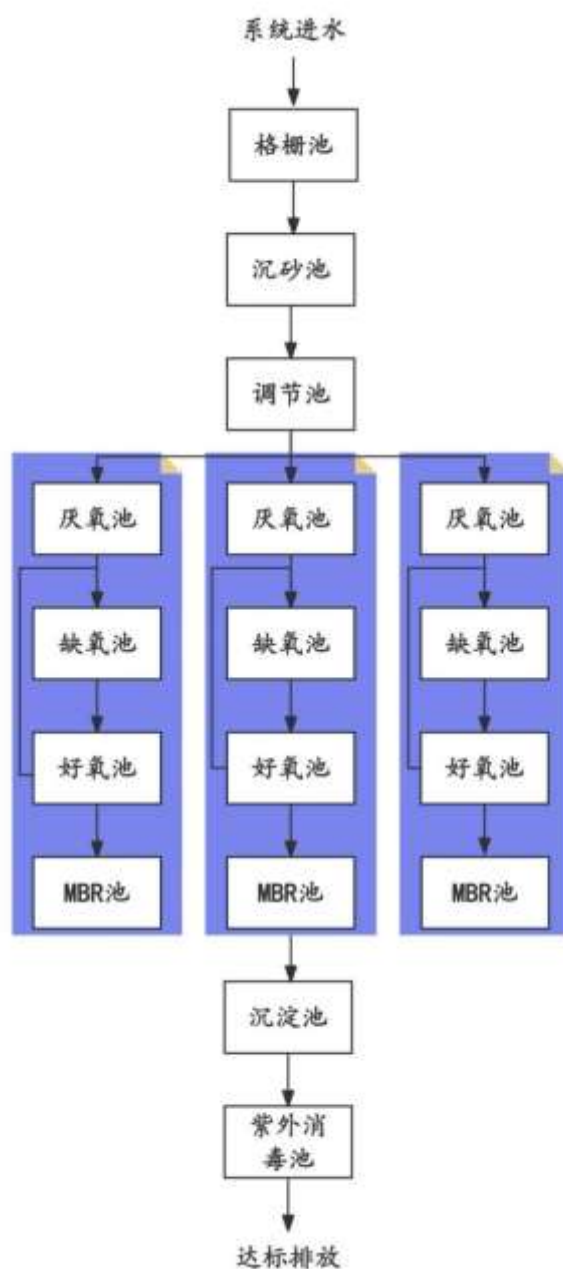 系统进水
格栅池
沉砂池
调节池
厌氧池 厌氧池 厌氧池
缺氧池 缺氧池 缺氧池
好氧池 好氧池 好氧池
MBR池 MBR池 MBR池
沉淀池
紫外消
毒池
达标排放